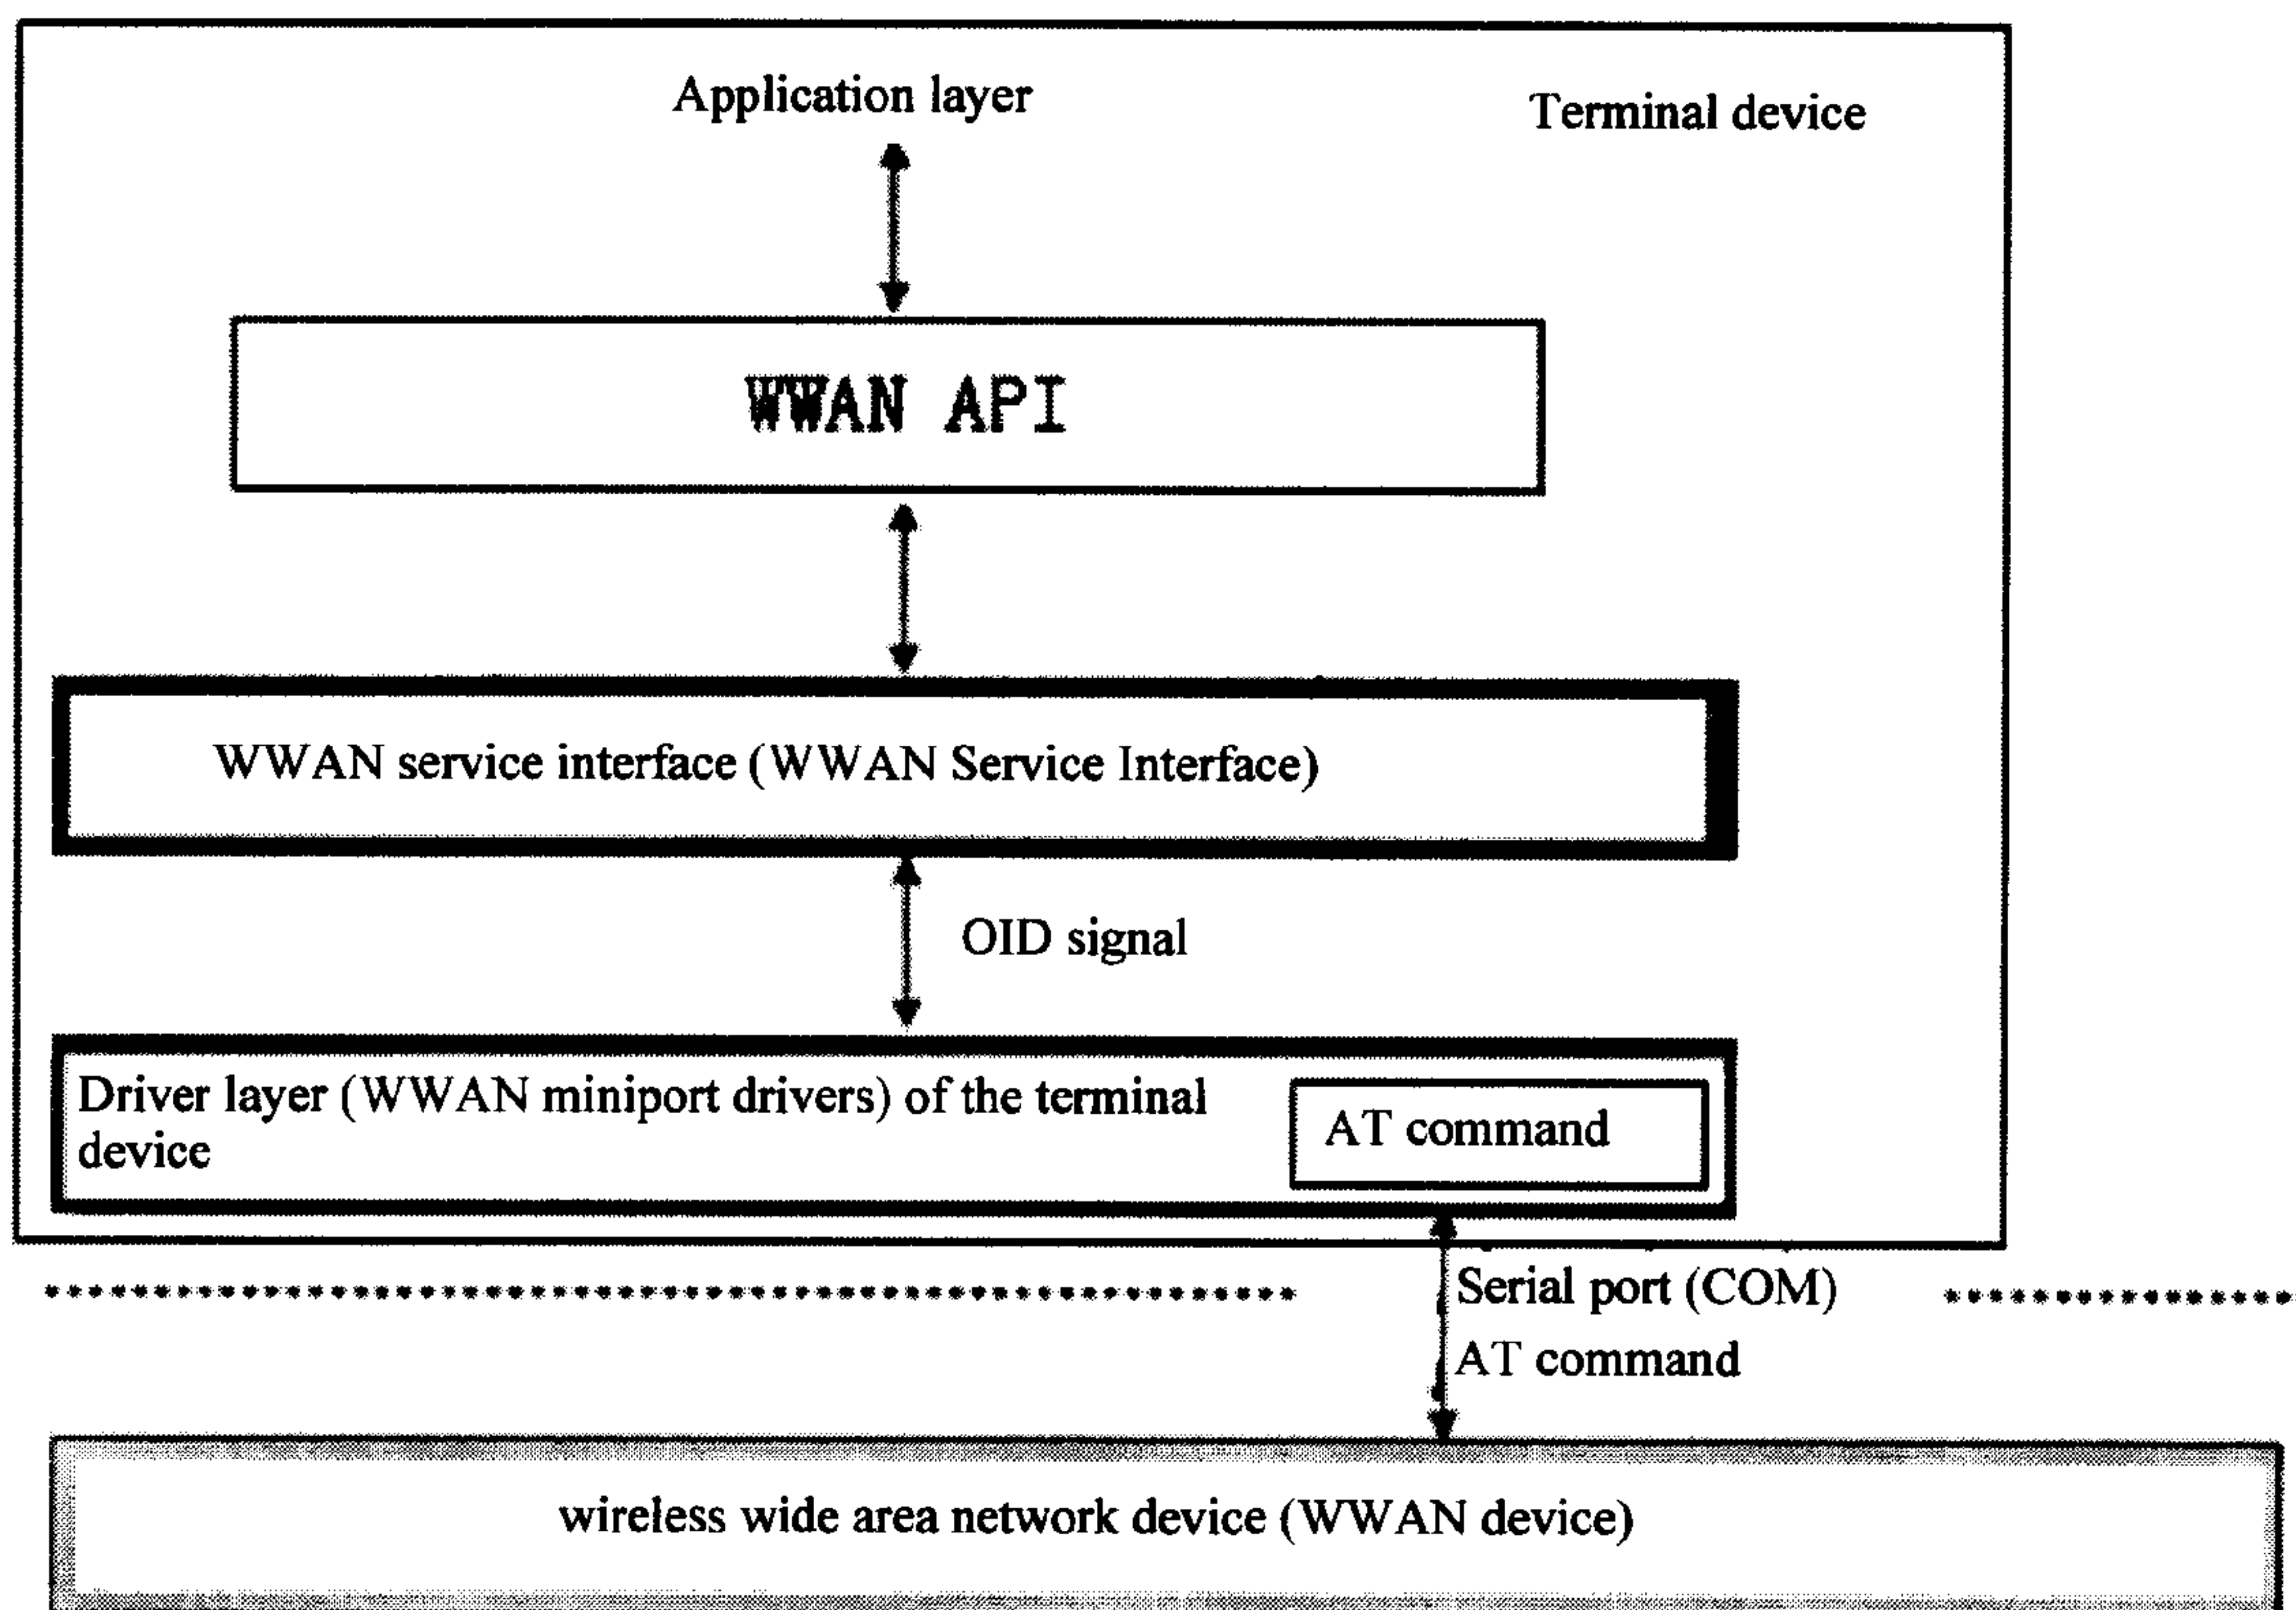 Application layer
Terminal device
WWAN API
WWAN service interface (WWAN Service Interface)
OID signal
Driver layer (WWAN miniport drivers) of the terminal
device
AT command
Serial port (COM)
AT command
wireless wide area network device (WWAN device)